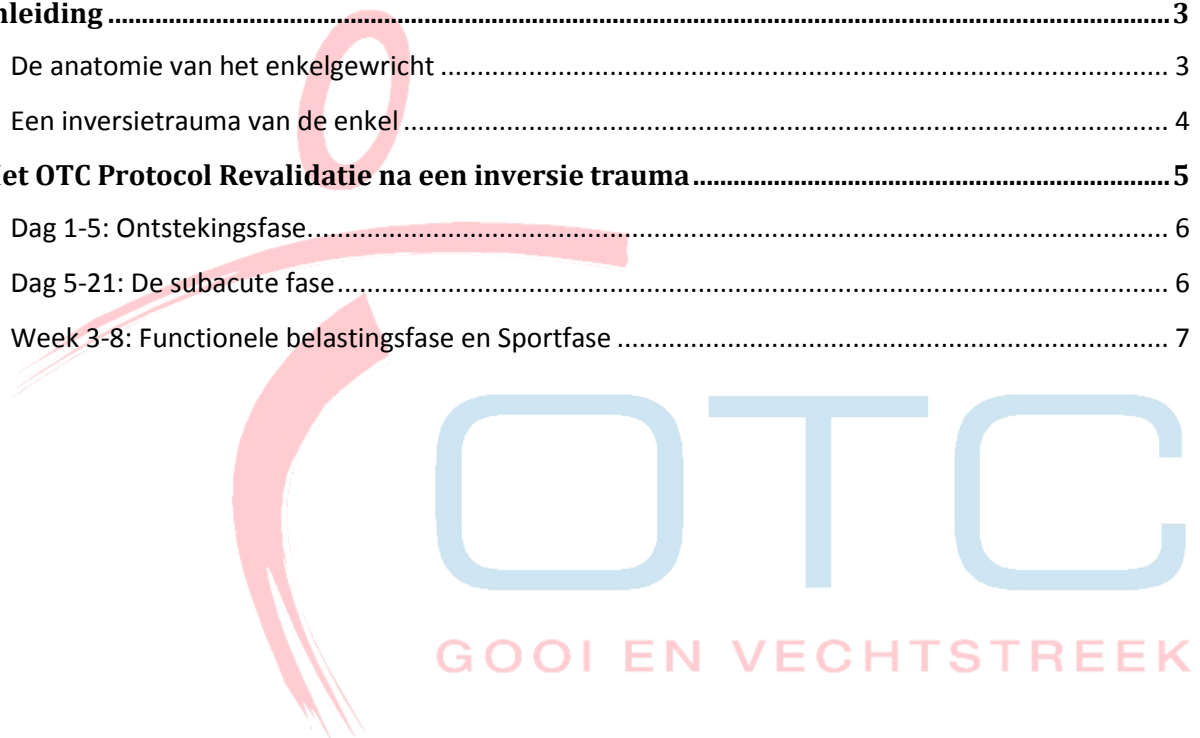 nleiding 3
De anatomie van het enkelgewricht 3
Een inversietrauma van de enkel 4
et OTC Protocol Revalidatie na een inversie trauma 5
Dag 1-5: Ontstekingsfase. 6
Dag 5-21: De subacute fase 6
Week 3-8: Functionele belastingsfase en Sportfase 7
OTC
GOOI EN VECHTSTREEK